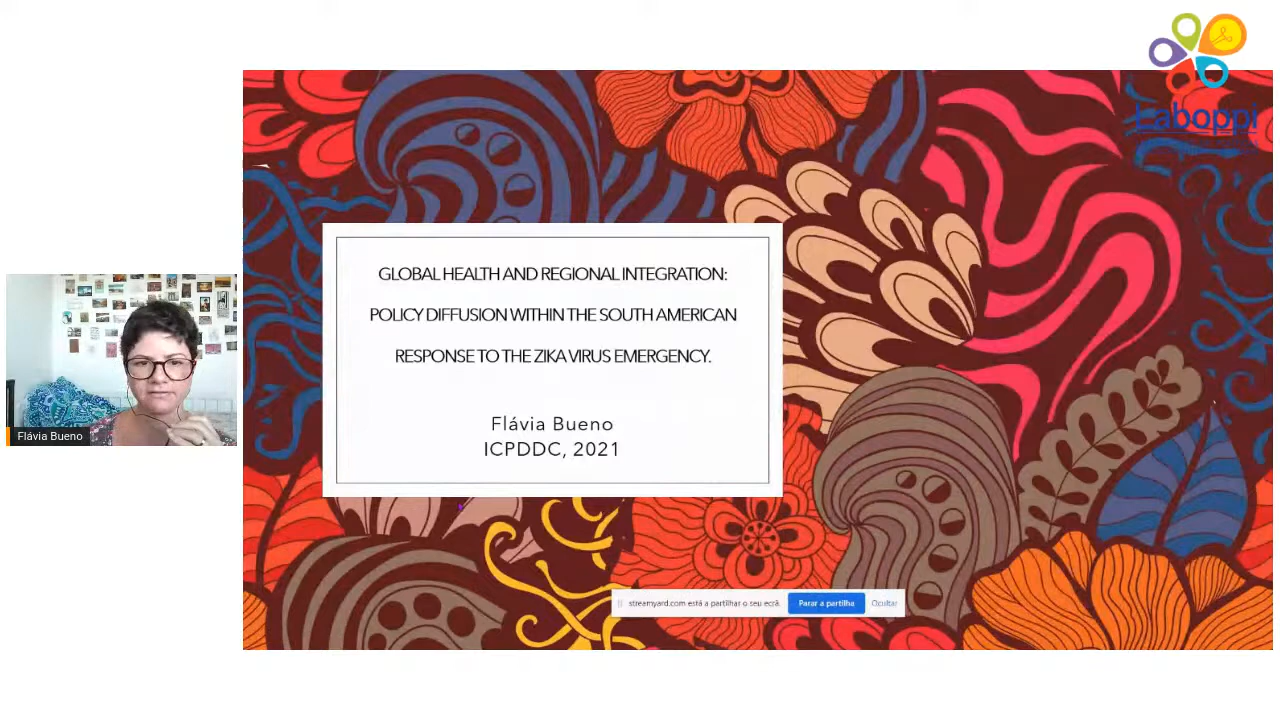 Laboppi
GLOBAL HEALTH AND REGIONAL INTEGRATION:
POLICY DIFFUSION WITHIN THE SOUTH AMERICAN
RESPONSE TO THE ZIKA VIRUS EMERGENCY.
Flávia Bueno
ICPDDC, 2021
Flávia Bueno
streamyard.com está a partilhar o seu ecrã. Parar a partilha Ocultar